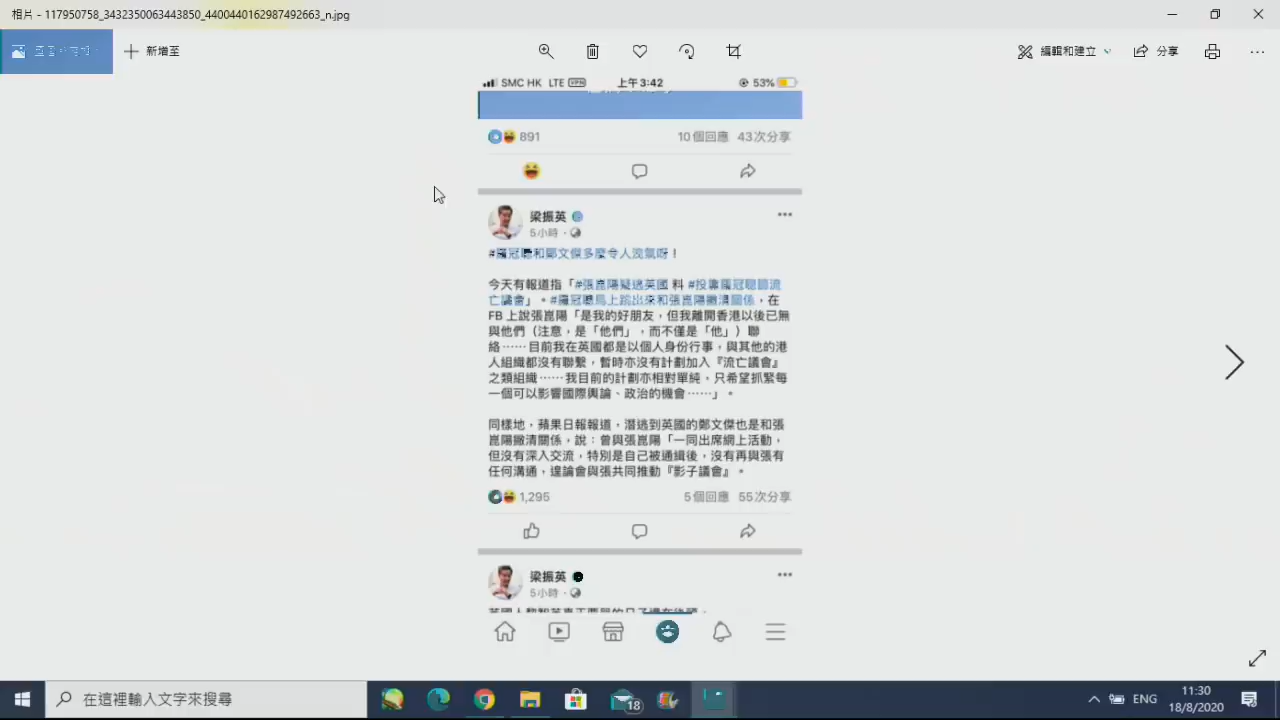 相片 - 117950758_3432350063443850_4400440162987492663_n.jpg
新增至
編輯和建立
分享
SMC HK LTE VPN
上午3:42
53%
891
10個回應 43次分享
梁振英
5小時
#羅冠聰和鄭文傑多麼令人洩氣呀！
今天有報道指「#張崑陽疑逃英國 料 #投靠羅冠聰籲流
亡議會」。#羅冠聰馬上跳出來和張崑陽撇清關係，在
FB 上說張崑陽「是我的好朋友，但我離開香港以後已無
與他們（注意，是「他們」，而不僅是「他」）聯
絡⋯⋯目前我在英國都是以個人身份行事，與其他的港
人組織都沒有聯繫，暫時亦沒有計劃加入『流亡議會』
之類組織⋯⋯我目前的計劃亦相對單純，只希望抓緊每
一個可以影響國際輿論、政治的機會⋯⋯」。
同樣地，蘋果日報報道，潛逃到英國的鄭文傑也是和張
崑陽撇清關係，說：曾與張崑陽「一同出席網上活動，
但沒有深入交流，特別是自己被通緝後，沒有再與張有
任何溝通，遑論會與張共同推動『影子議會』。
1,295
5個回應 55次分享
梁振英
5小時
在這裡輸入文字來搜尋
18
ENG
11:30
18/8/2020